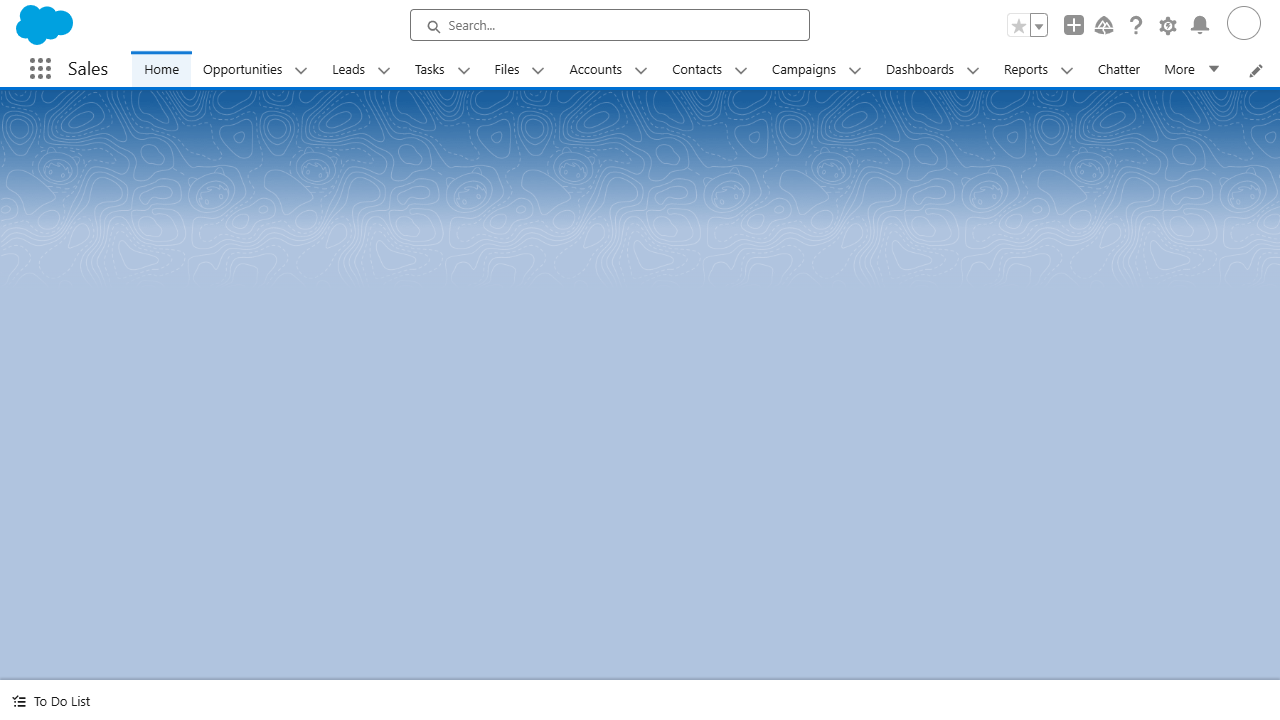 Search...
Sales
Home
Opportunities
Leads
Tasks
Files
Accounts
Contacts
Campaigns
Dashboards
Reports
Chatter
More
To Do List